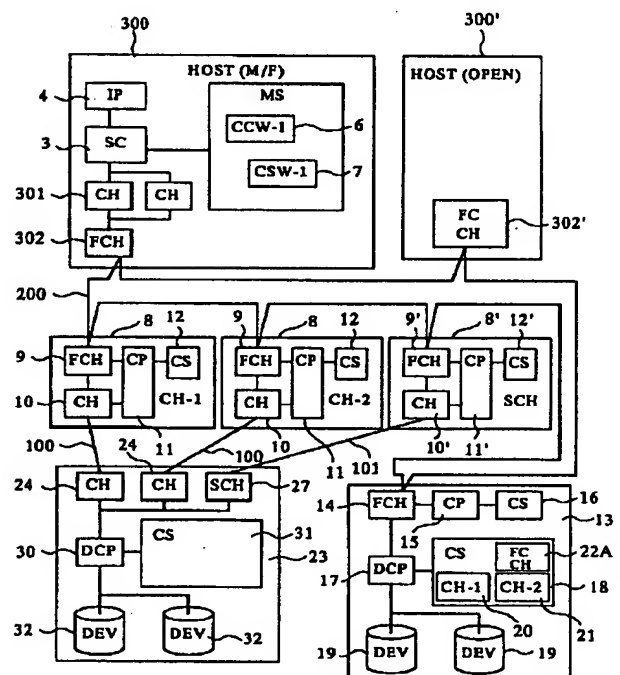 300
300'
HOST (M/F)
HOST (OPEN)
4
IP
MS
CCW-1
6
3
SC
CSW-1
7
301
CH
CH
302
FCH
FC
CH
302'
200
8
12
9
8
12
9'
8'
12'
9
FCH
CP
CS
FCH
CP
CS
FCH
CP
CS
10
CH
CH-1
CH
CH-2
CH
SCH
100
11
24
100
10
11
101
10'
11'
24
CH
CH
SCH
27
14
FCH
CP
CS
16
15
13
30
DCP
CS
31
23
17
DCP
CS
FC
CH
22A
CH-1
CH-2
18
20
21
32
DEV
DEV
32
19
DEV
DEV
19